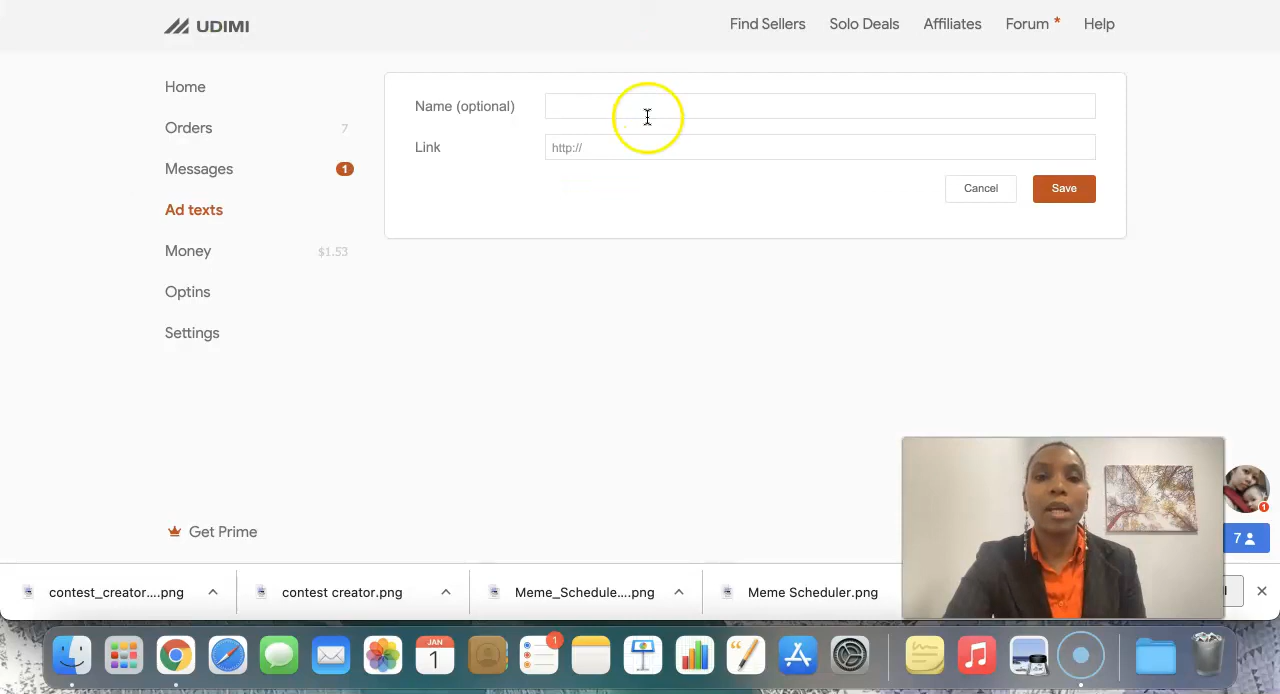 UDIMI
Find Sellers Solo Deals Affiliates Forum * Help
Home
Orders 7
Messages 1
Ad texts
Money $1.53
Optins
Settings
Get Prime
Name (optional)
Link http://
Cancel Save
1
7
contest_creator....png contest creator.png Meme_Schedule....png Meme Scheduler.png
JAN
1
1